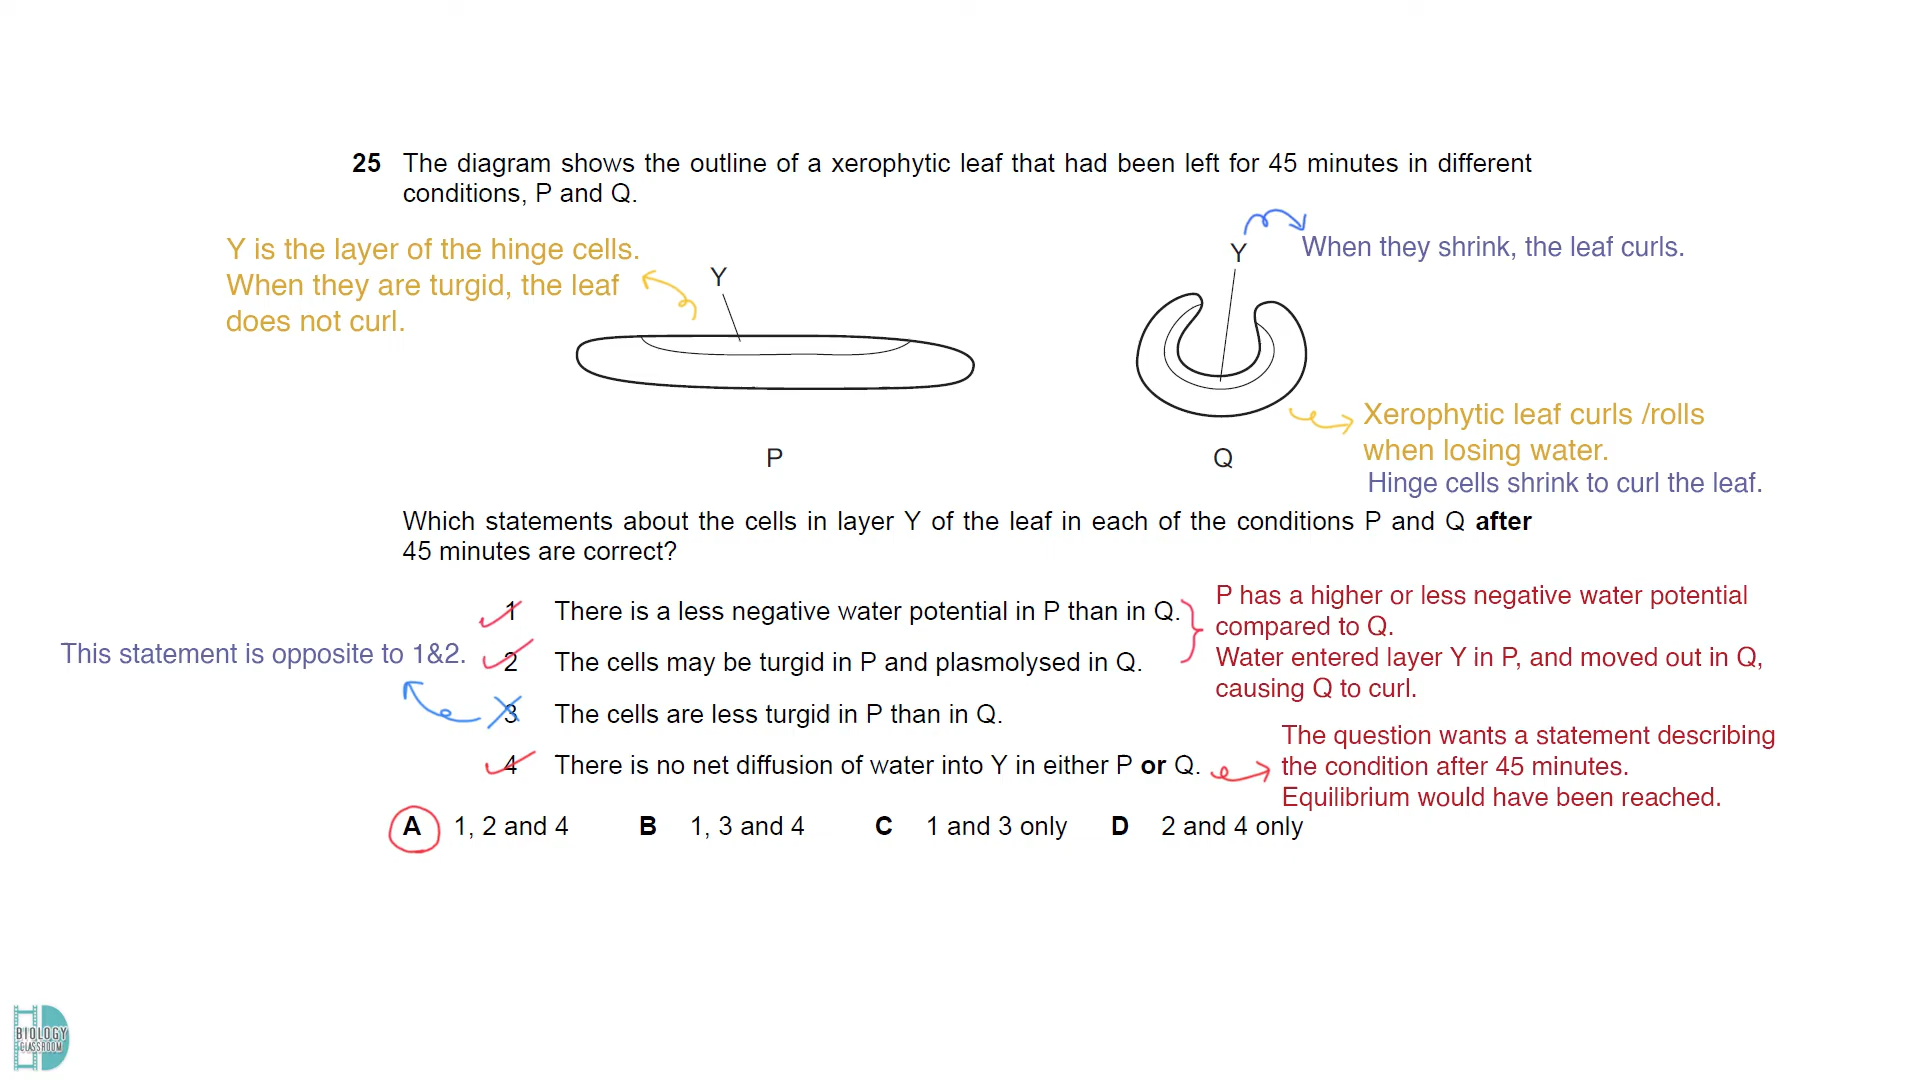 25 The diagram shows the outline of a xerophytic leaf that had been left for 45 minutes in different
conditions, P and Q.
Y is the layer of the hinge cells.
When they are turgid, the leaf
does not curl.
Y
Y
When they shrink, the leaf curls.
Xerophytic leaf curls /rolls
when losing water.
Hinge cells shrink to curl the leaf.
P
Q
Which statements about the cells in layer Y of the leaf in each of the conditions P and Q after
45 minutes are correct?
1 There is a less negative water potential in P than in Q.
P has a higher or less negative water potential
compared to Q.
Water entered layer Y in P, and moved out in Q,
causing Q to curl.
This statement is opposite to 1&2.
2 The cells may be turgid in P and plasmolysed in Q.
3 The cells are less turgid in P than in Q.
4 There is no net diffusion of water into Y in either P or Q.
The question wants a statement describing
the condition after 45 minutes.
Equilibrium would have been reached.
A 1, 2 and 4 B 1, 3 and 4 C 1 and 3 only D 2 and 4 only
BIOLOGY
CLASSROOM